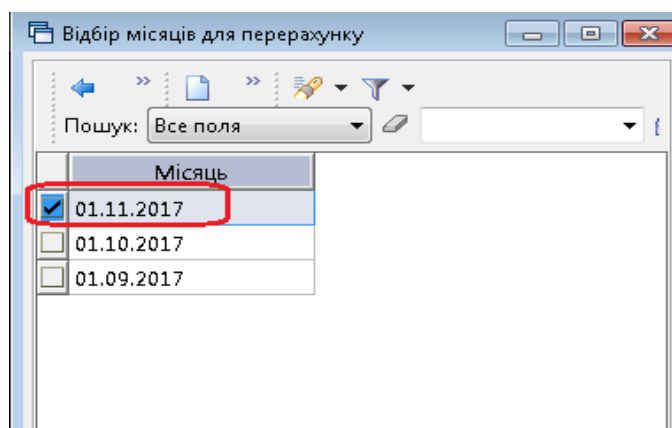 Відбір місяців для перерахунку
Пошук: Все поля
Місяць
01.11.2017
01.10.2017
01.09.2017